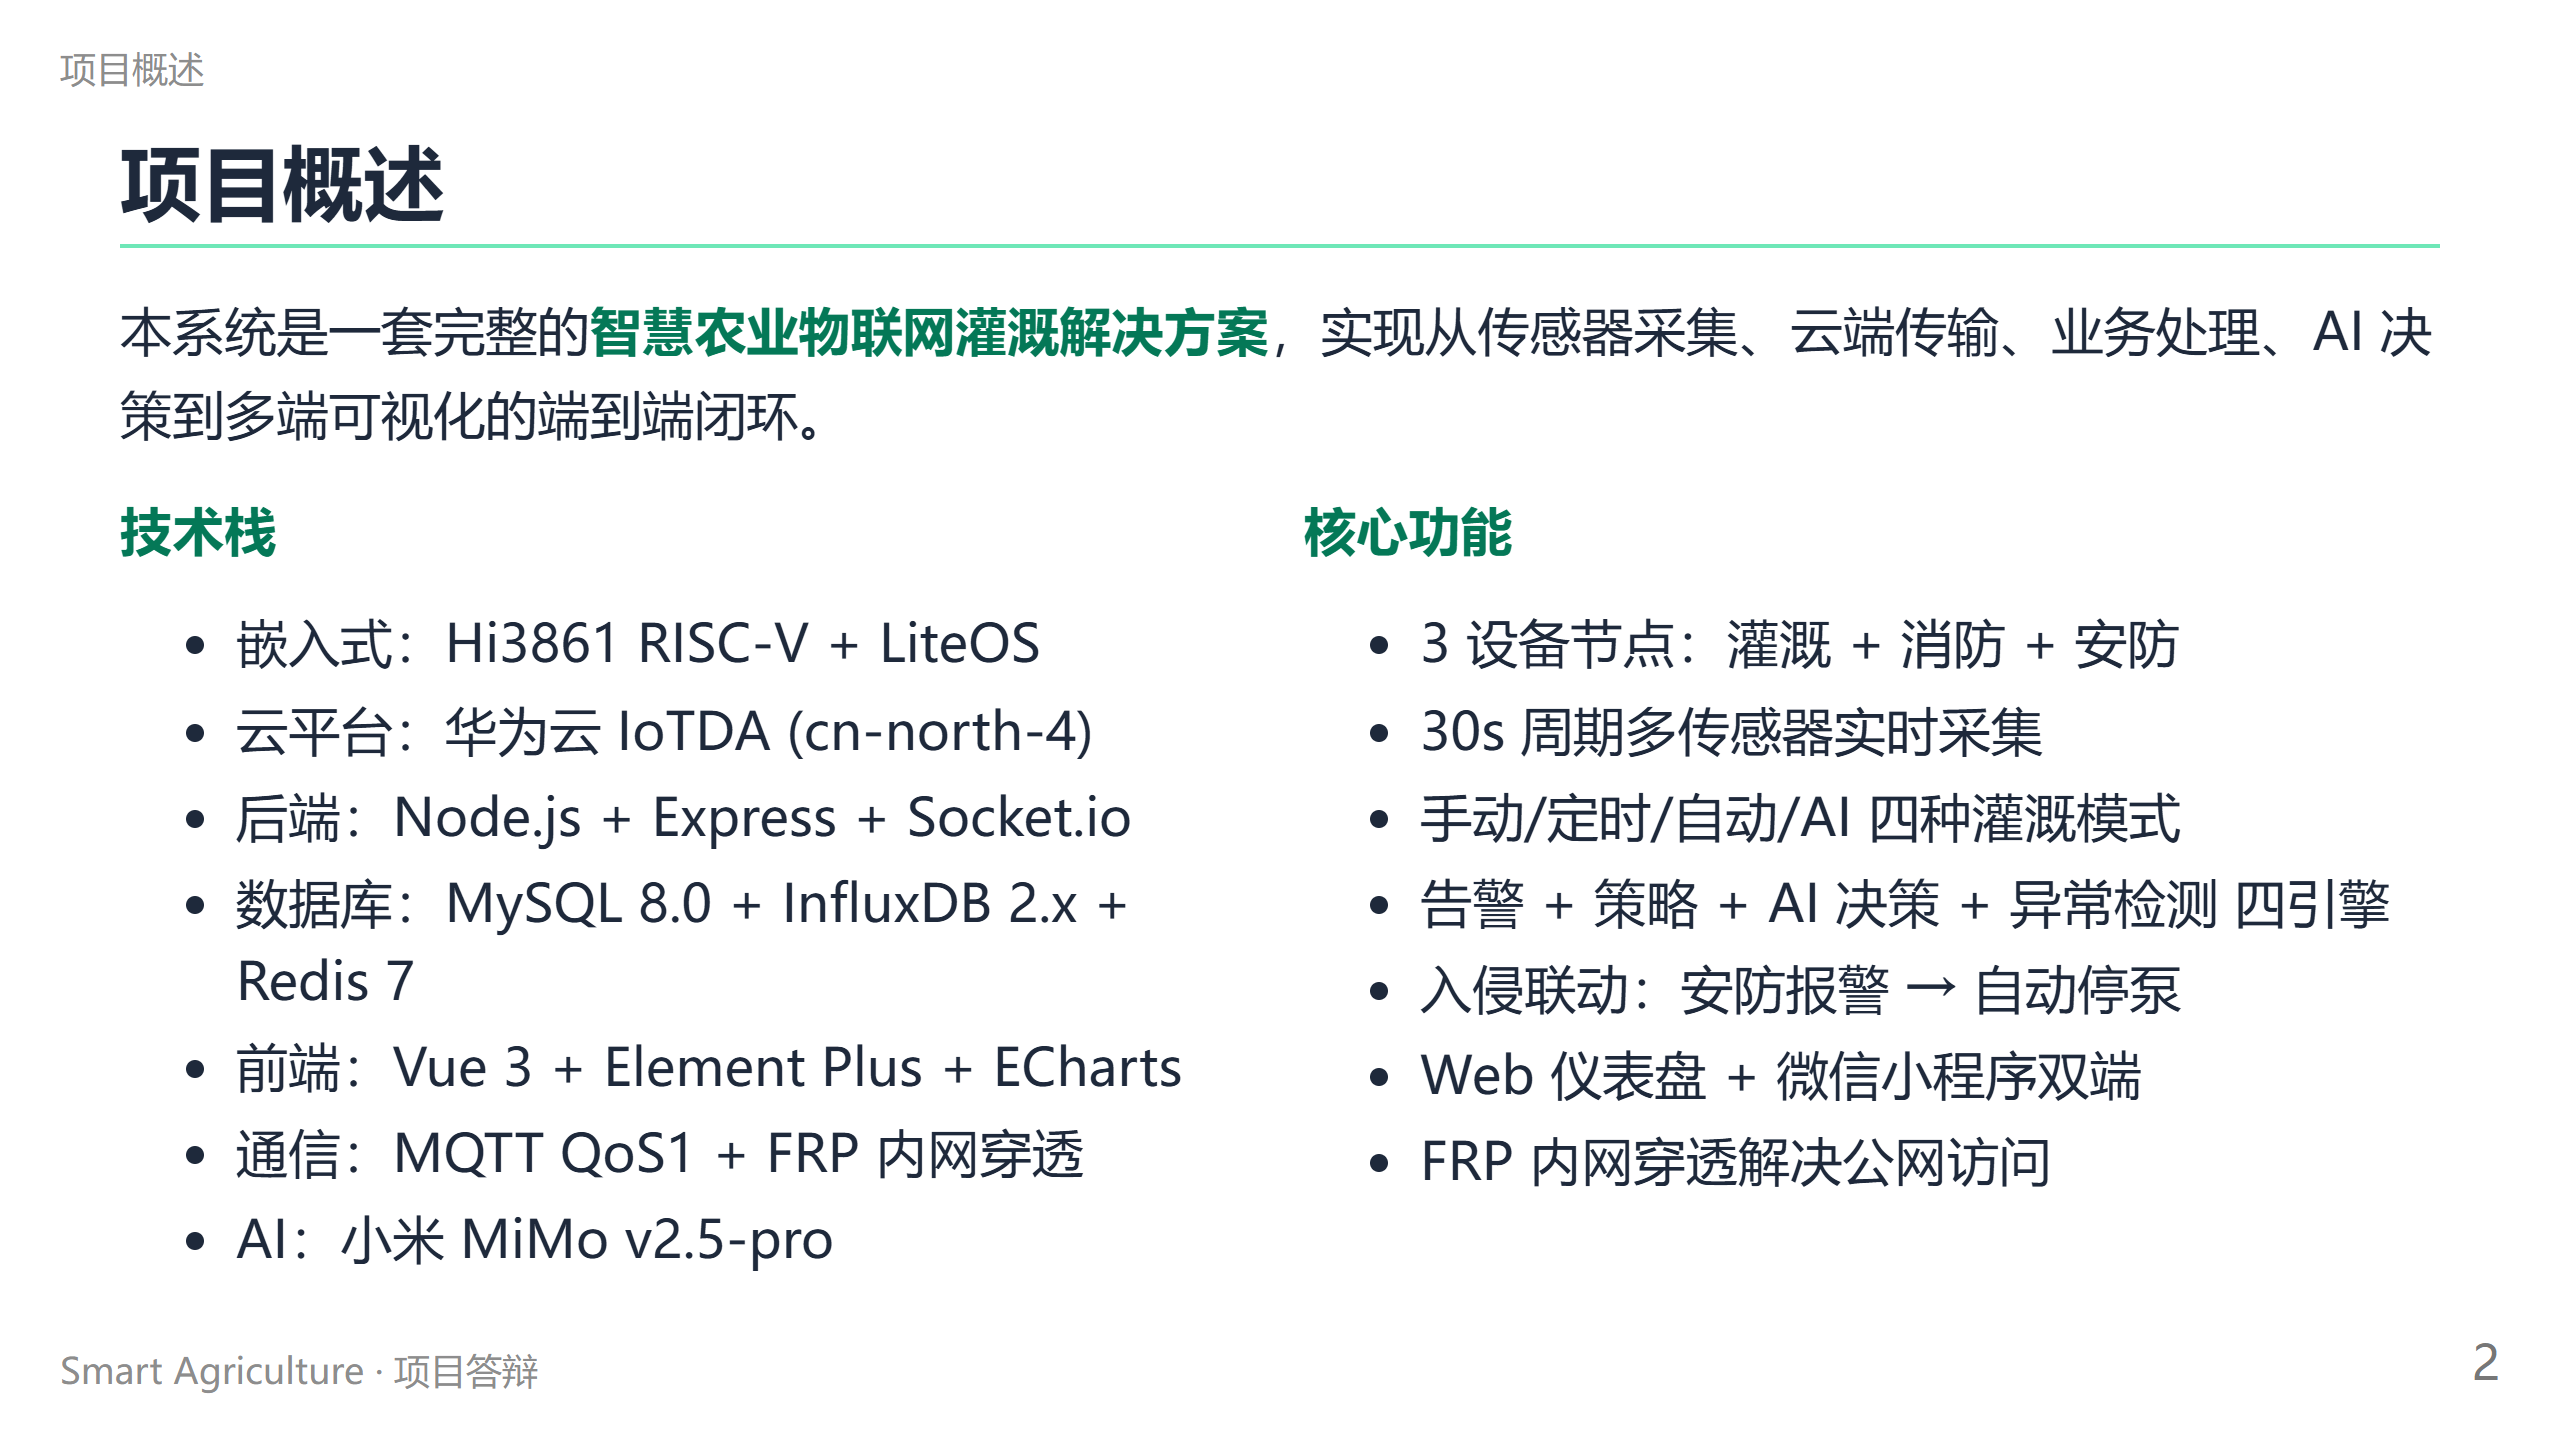 项目概述
项目概述
本系统是一套完整的智慧农业物联网灌溉解决方案，实现从传感器采集、云端传输、业务处理、AI 决
策到多端可视化的端到端闭环。
技术栈
• 嵌入式：Hi3861 RISC-V + LiteOS
• 云平台：华为云 IoTDA (cn-north-4)
• 后端：Node.js + Express + Socket.io
• 数据库：MySQL 8.0 + InfluxDB 2.x +
Redis 7
• 前端：Vue 3 + Element Plus + ECharts
• 通信：MQTT QoS1 + FRP 内网穿透
• AI：小米 MiMo v2.5-pro
核心功能
• 3 设备节点：灌溉 + 消防 + 安防
• 30s 周期多传感器实时采集
• 手动/定时/自动/AI 四种灌溉模式
• 告警 + 策略 + AI 决策 + 异常检测 四引擎
• 入侵联动：安防报警 → 自动停泵
• Web 仪表盘 + 微信小程序双端
• FRP 内网穿透解决公网访问
Smart Agriculture · 项目答辩
2